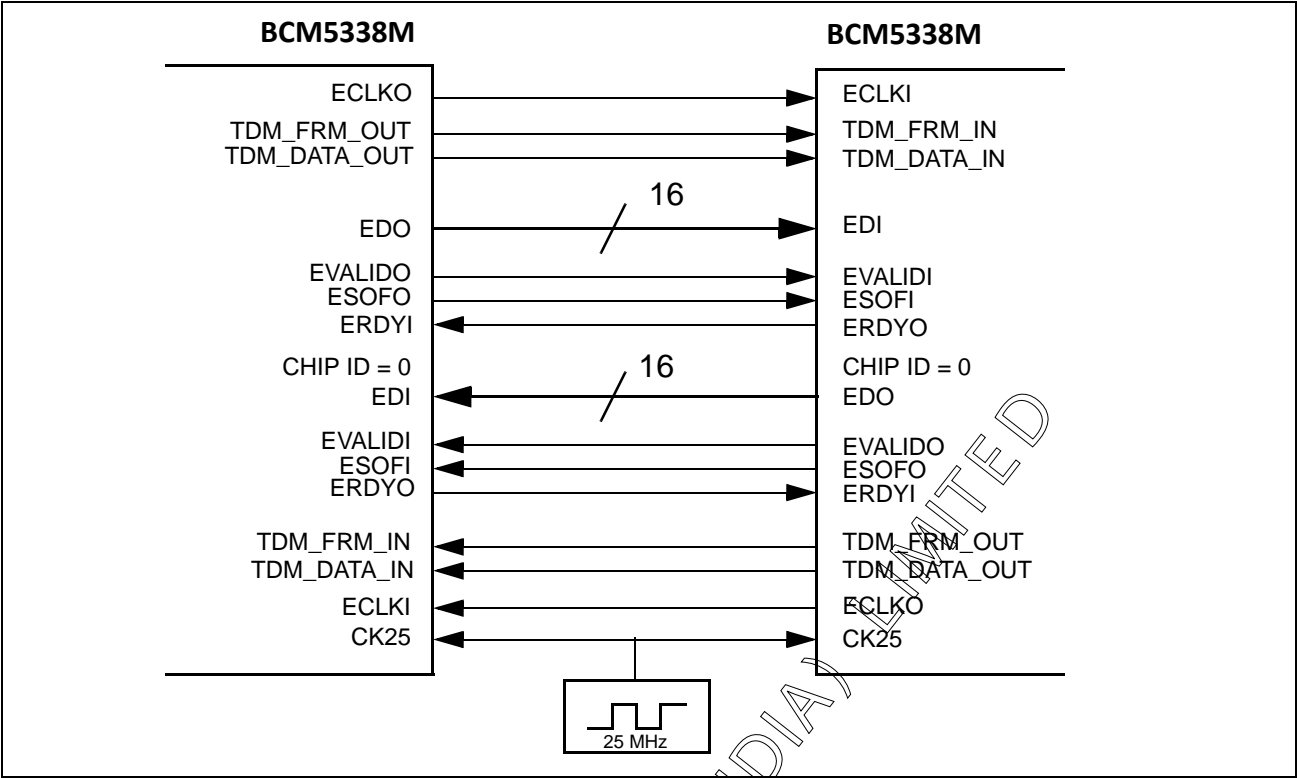 BCM5338M BCM5338M
ECLKO ECLKI
TDM_FRM_OUT TDM_FRM_IN
TDM_DATA_OUT TDM_DATA_IN
16
EDO EDI
EVALIDO EVALIDI
ESOFO ESOFI
ERDYI ERDYO
CHIP ID = 0 16 CHIP ID = 0
EDI EDO
EVALIDI EVALIDO
ESOFI ESOFO
ERDYO ERDYI
TDM_FRM_IN TDM_FRM_OUT
TDM_DATA_IN TDM_DATA_OUT
ECLKI ECLKO
CK25 CK25
25 MHz
DIA) LIMITED